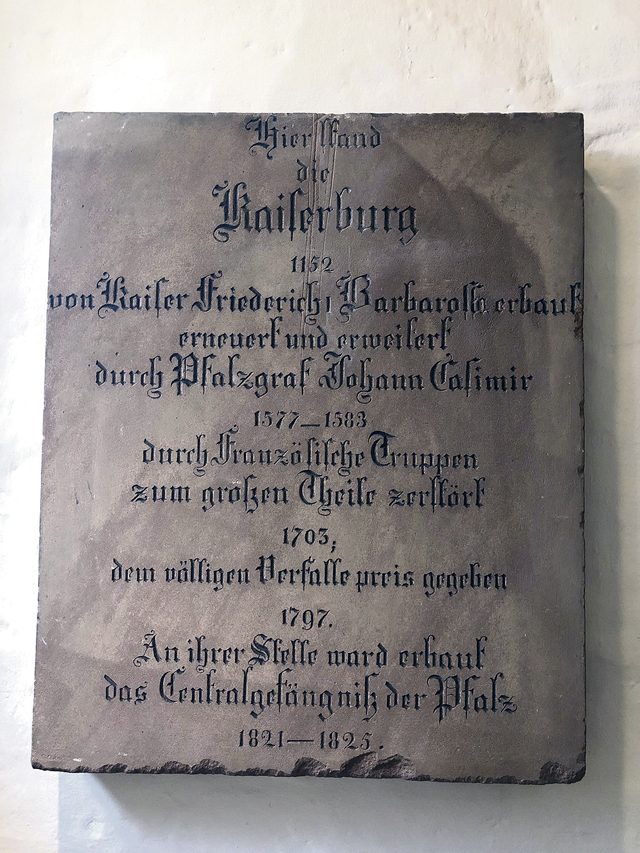 Hier stand
die
Kaiserburg
1152
von Kaiser Friederich I Barbarossa erbaut
erneuert und erweitert
durch Pfalzgraf Johann Casimir
1577—1583
durch Französische Truppen
zum großen Theile zerstört
1703;
dem völligen Verfalle preis gegeben
1797.
An ihrer Stelle ward erbaut
das Centralgefängniß der Pfalz
1821—1825.